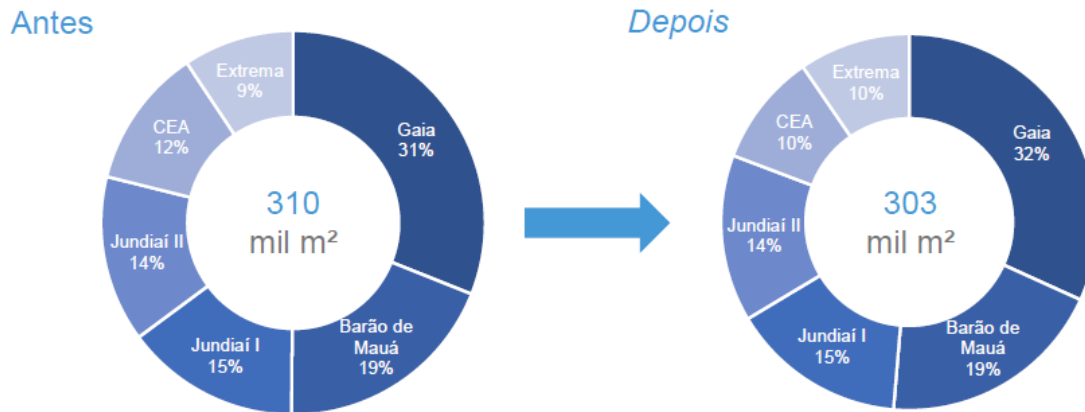 Antes
Extrema
9%
Gaia
31%
CEA
12%
310
mil m²
Jundiaí II
14%
Barão de
Mauá
19%
Jundiaí I
15%
Depois
Extrema
10%
Gaia
32%
CEA
10%
303
mil m²
Jundiaí II
14%
Barão de
Mauá
19%
Jundiaí I
15%